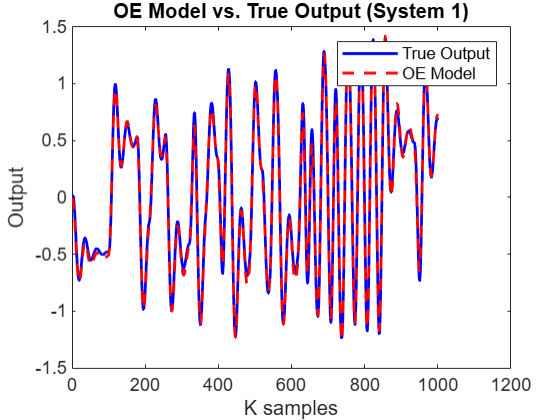 OE Model vs. True Output (System 1)
1.5
1
0.5
0
-0.5
-1
-1.5
Output
True Output
OE Model
0 200 400 600 800 1000 1200
K samples